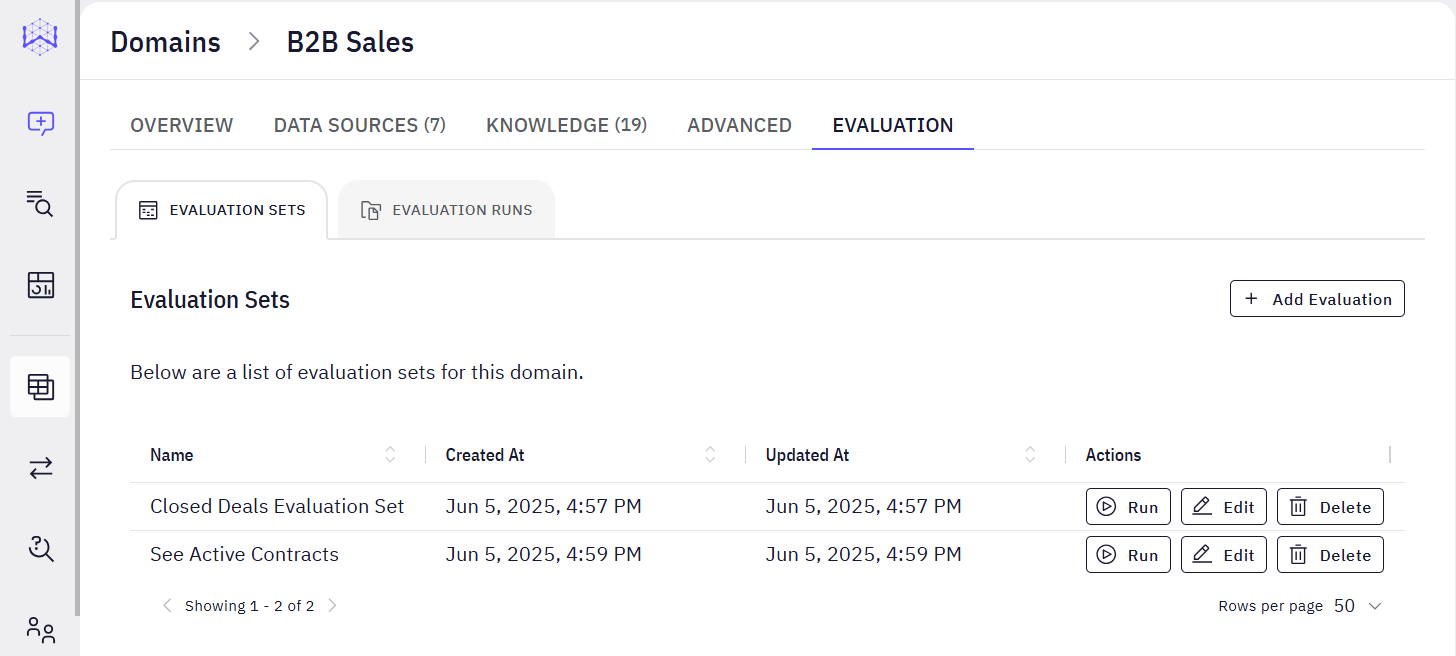 Domains > B2B Sales
OVERVIEW DATA SOURCES (7) KNOWLEDGE (19) ADVANCED EVALUATION
EVALUATION SETS EVALUATION RUNS
Evaluation Sets + Add Evaluation
Below are a list of evaluation sets for this domain.
Name Created At Updated At Actions
Closed Deals Evaluation Set Jun 5, 2025, 4:57 PM Jun 5, 2025, 4:57 PM Run Edit Delete
See Active Contracts Jun 5, 2025, 4:59 PM Jun 5, 2025, 4:59 PM Run Edit Delete
Showing 1 - 2 of 2 Rows per page 50